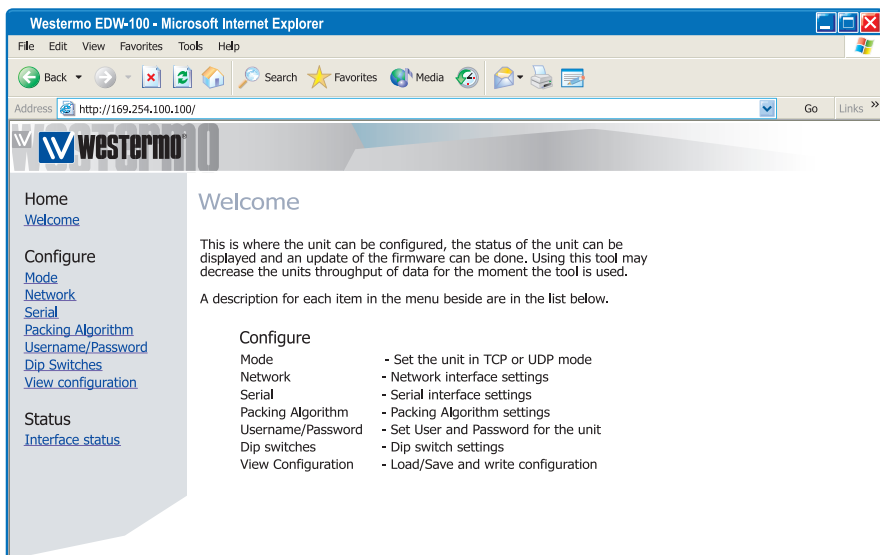 Westermo EDW-100 - Microsoft Internet Explorer
File Edit View Favorites Tools Help
Back Search Favorites Media
Address http://169.254.100.100/ Go Links »
westermo®
Home
Welcome
Configure
Mode
Network
Serial
Packing Algorithm
Username/Password
Dip Switches
View configuration
Status
Interface status
Welcome
This is where the unit can be configured, the status of the unit can be
displayed and an update of the firmware can be done. Using this tool may
decrease the units throughput of data for the moment the tool is used.
A description for each item in the menu beside are in the list below.
Configure
Mode - Set the unit in TCP or UDP mode
Network - Network interface settings
Serial - Serial interface settings
Packing Algorithm - Packing Algorithm settings
Username/Password - Set User and Password for the unit
Dip switches - Dip switch settings
View Configuration - Load/Save and write configuration